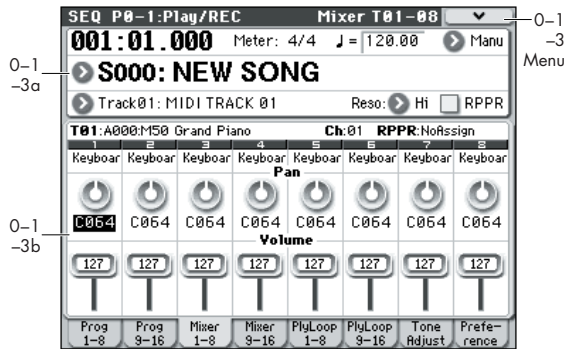 SEQ P0-1:Play/REC Mixer T01-08
0-1
-3
Menu
001:01.000 Meter: 4/4 ♩= 120.00 Manu
0-1
-3a
S000: NEW SONG
Track01: MIDI TRACK 01 Reso: Hi RPPR
T01:A000:M50 Grand Piano Ch:01 RPPR:NoAssign
1 2 3 4 5 6 7 8
Keyboar Keyboar Keyboar Keyboar Keyboar Keyboar Keyboar Keyboar
Pan
C064 C064 C064 C064 C064 C064 C064 C064
0-1
-3b
Volume
127 127 127 127 127 127 127 127
Prog 1-8 Prog 9-16 Mixer 1-8 Mixer 9-16 PlyLoop 1-8 PlyLoop 9-16 Tone Adjust Prefe-rence